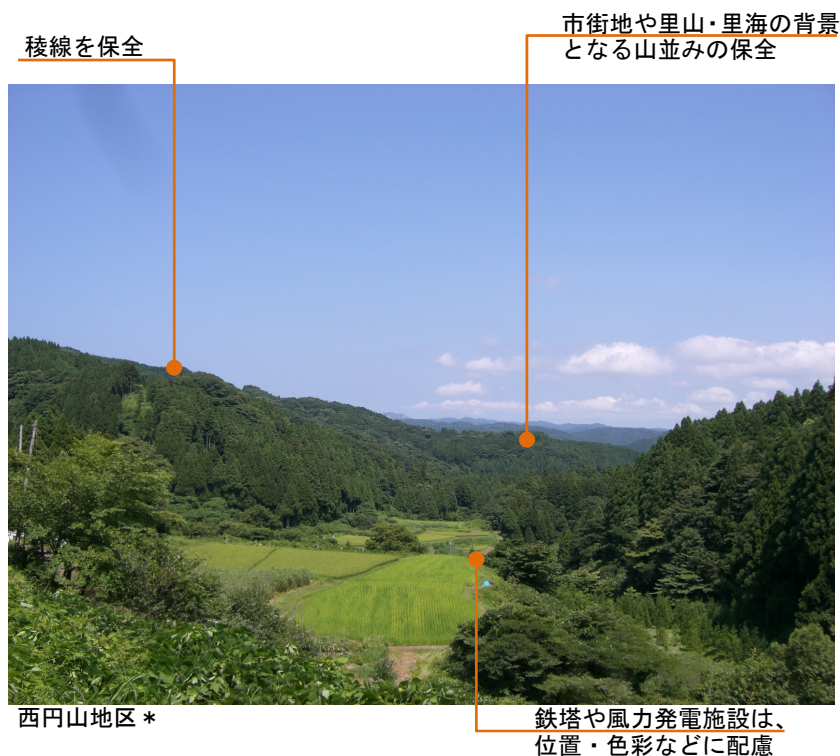 稜線を保全
市街地や里山・里海の背景
となる山並みの保全
西円山地区＊
鉄塔や風力発電施設は、
位置・色彩などに配慮